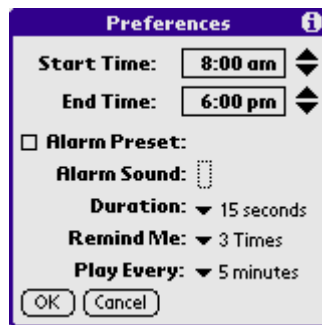 Preferences
Start Time: 8:00 am
End Time: 6:00 pm
Alarm Preset:
Alarm Sound:
Duration: 15 seconds
Remind Me: 3 Times
Play Every: 5 minutes
OK Cancel